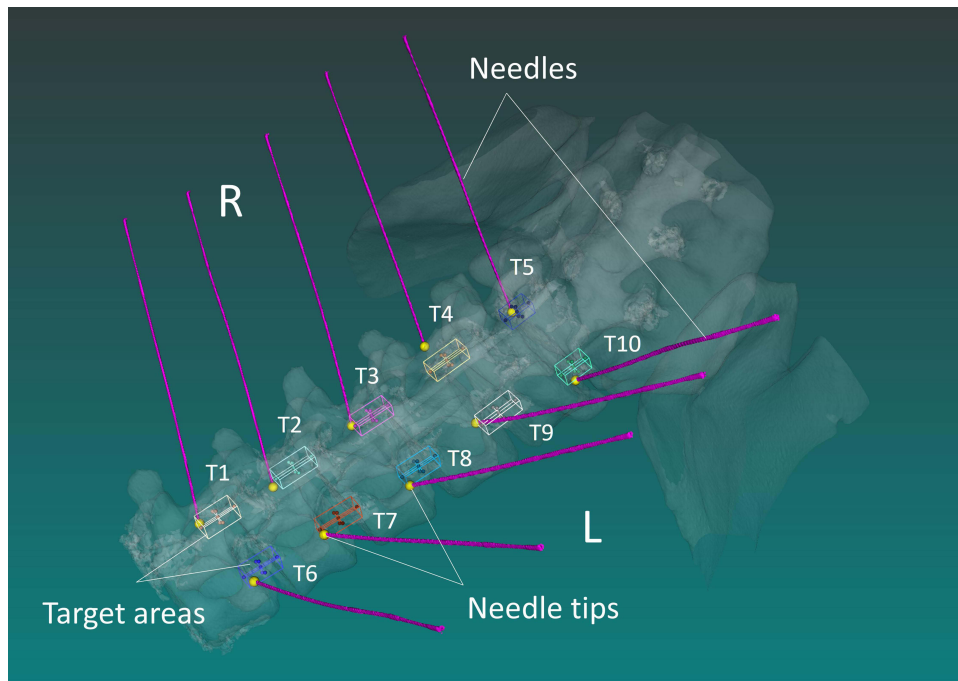 Needles
R
T5
T4
T10
T3
T9
T2
T8
T1
T7
L
T6
Target areas
Needle tips